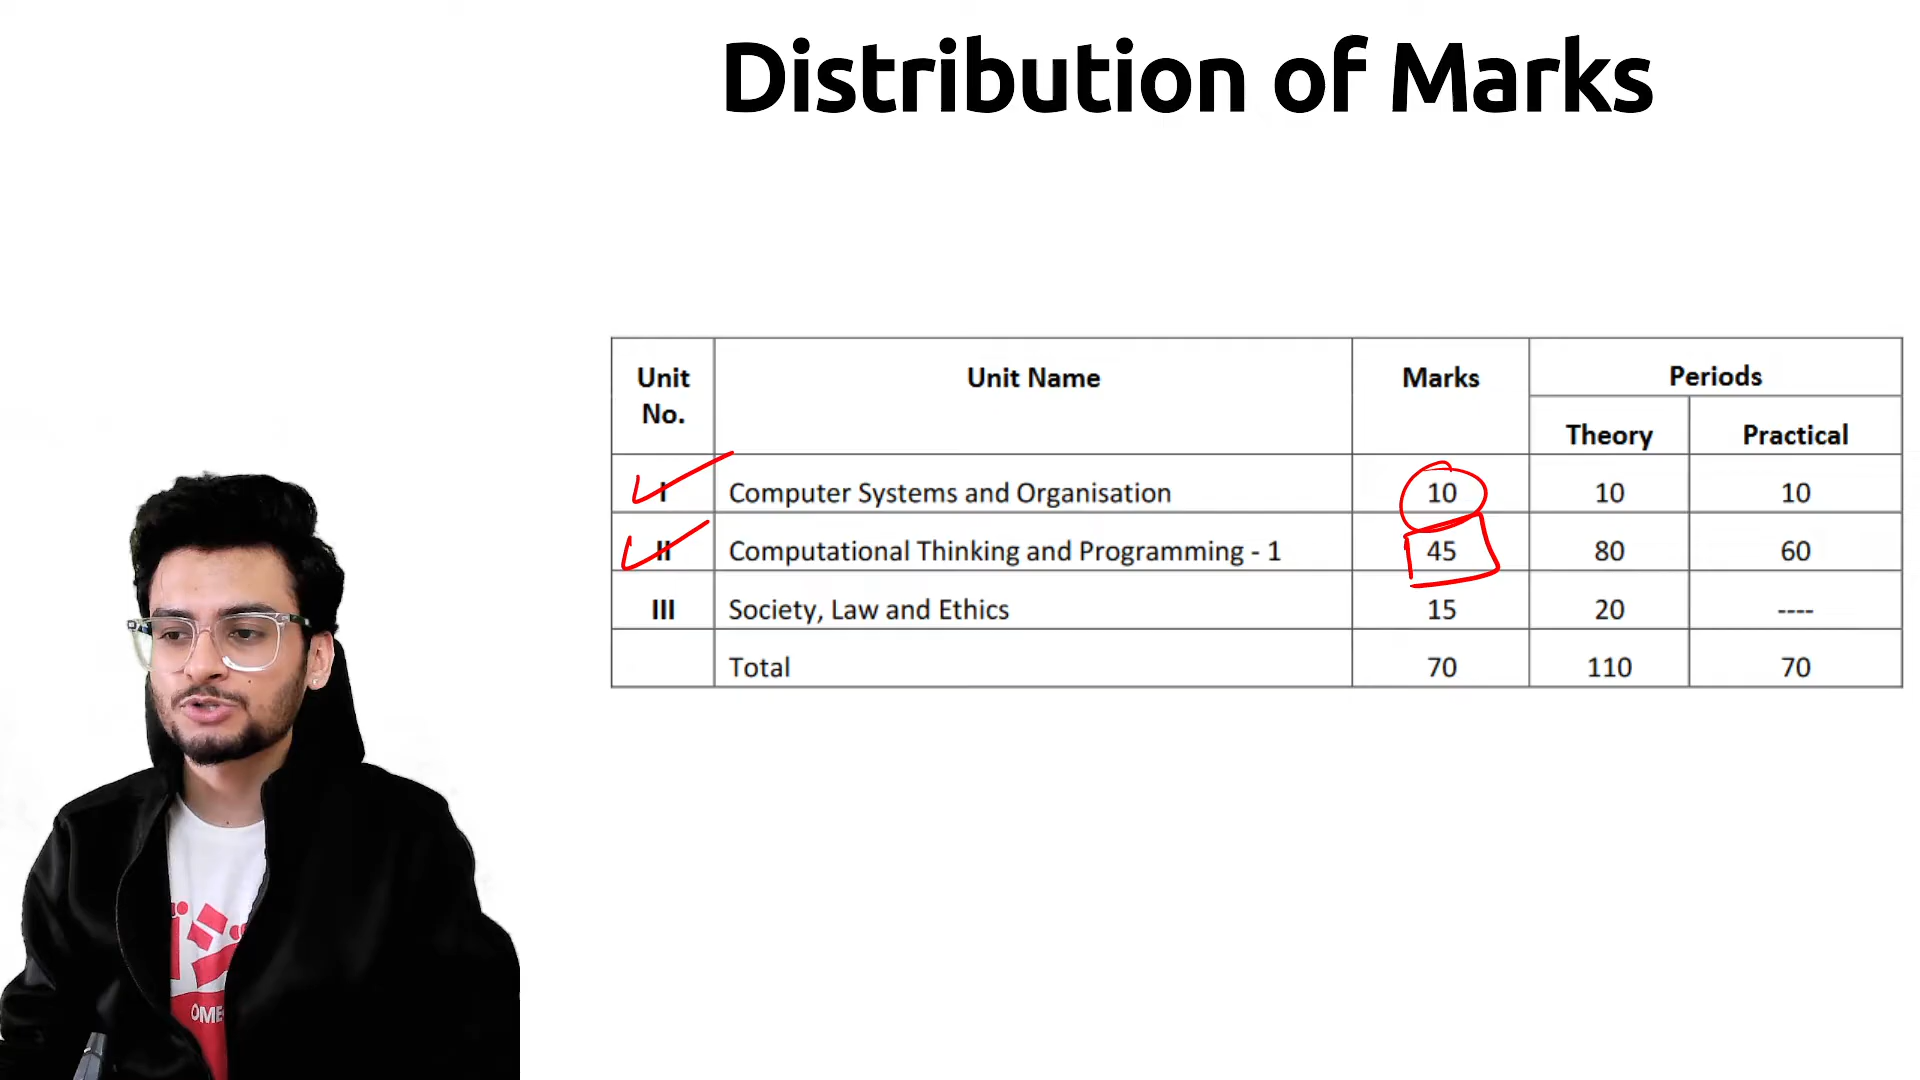 Distribution of Marks
Unit No. Unit Name Marks Periods
Theory Practical
I Computer Systems and Organisation 10 10 10
II Computational Thinking and Programming - 1 45 80 60
III Society, Law and Ethics 15 20 ----
Total 70 110 70